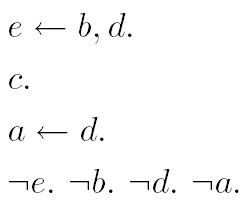 e ← b, d.
c.
a ← d.
¬e. ¬b. ¬d. ¬a.